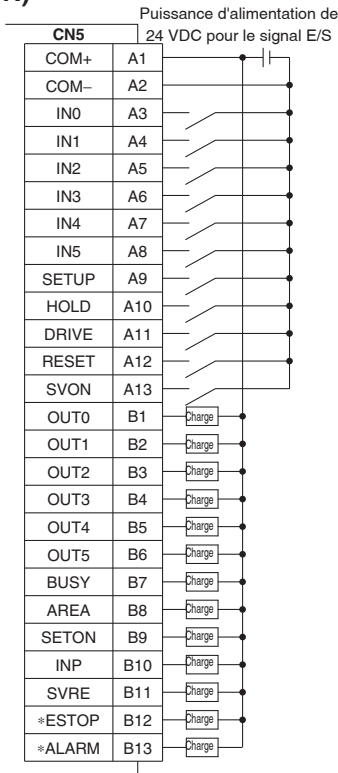 Puissance d'alimentation de
24 VDC pour le signal E/S
CN5
COM+ A1
COM− A2
IN0 A3
IN1 A4
IN2 A5
IN3 A6
IN4 A7
IN5 A8
SETUP A9
HOLD A10
DRIVE A11
RESET A12
SVON A13
OUT0 B1 Charge
OUT1 B2 Charge
OUT2 B3 Charge
OUT3 B4 Charge
OUT4 B5 Charge
OUT5 B6 Charge
BUSY B7 Charge
AREA B8 Charge
SETON B9 Charge
INP B10 Charge
SVRE B11 Charge
*ESTOP B12 Charge
*ALARM B13 Charge